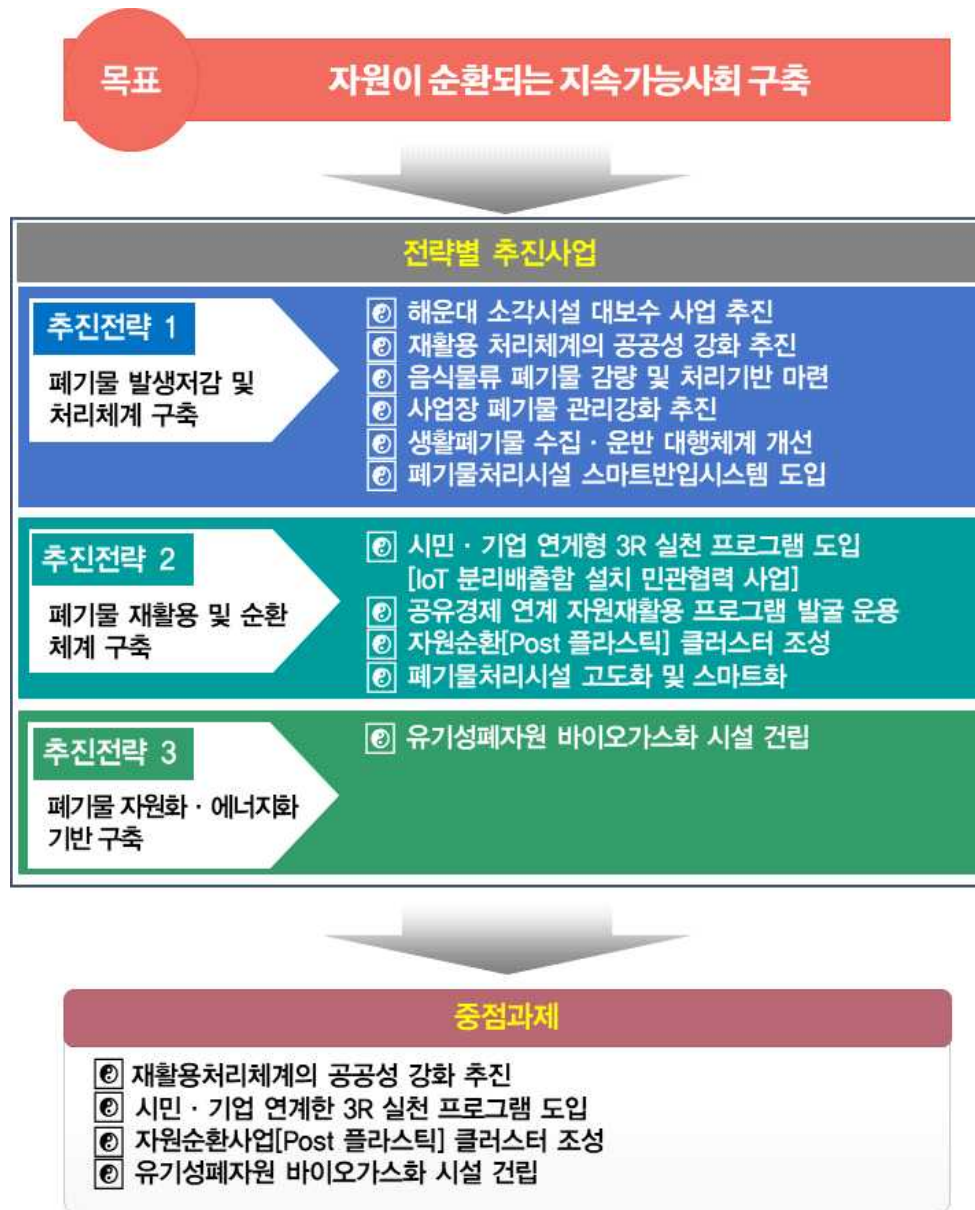 목표
자원이 순환되는 지속가능사회 구축
전략별 추진사업
추진전략 1
폐기물 발생저감 및
처리체계 구축
해운대 소각시설 대보수 사업 추진
재활용 처리체계의 공공성 강화 추진
음식물류 폐기물 감량 및 처리기반 마련
사업장 폐기물 관리강화 추진
생활폐기물 수집 · 운반 대행체계 개선
폐기물처리시설 스마트반입시스템 도입
추진전략 2
폐기물 재활용 및 순환
체계 구축
시민 · 기업 연게형 3R 실천 프로그램 도입
[IoT 분리배출함 설치 민관협력 사업]
공유경제 연계 자원재활용 프로그램 발굴 운용
자원순환[Post 플라스틱] 클러스터 조성
폐기물처리시설 고도화 및 스마트화
추진전략 3
폐기물 자원화 · 에너지화
기반 구축
유기성폐자원 바이오가스화 시설 건립
중점과제
재활용처리체계의 공공성 강화 추진
시민 · 기업 연계한 3R 실천 프로그램 도입
자원순환사업[Post 플라스틱] 클러스터 조성
유기성폐자원 바이오가스화 시설 건립